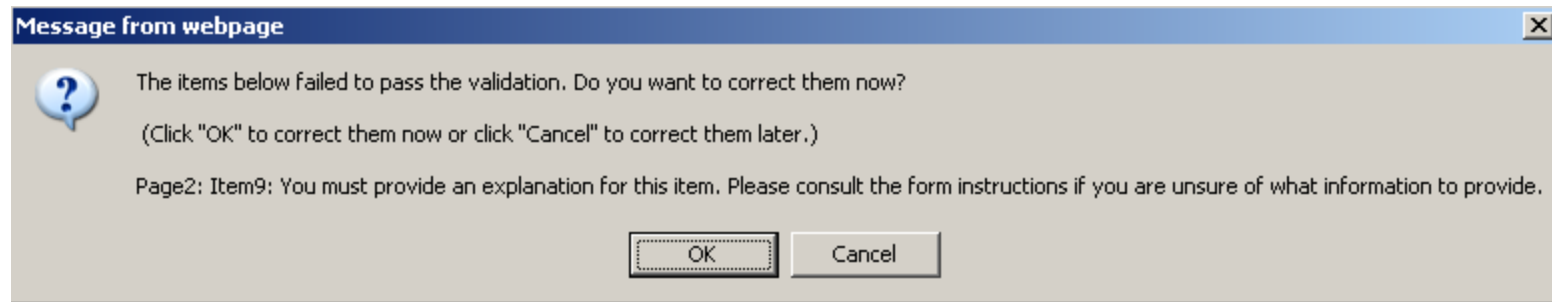 Message from webpage
The items below failed to pass the validation. Do you want to correct them now?
(Click "OK" to correct them now or click "Cancel" to correct them later.)
Page2: Item9: You must provide an explanation for this item. Please consult the form instructions if you are unsure of what information to provide.
OK
Cancel